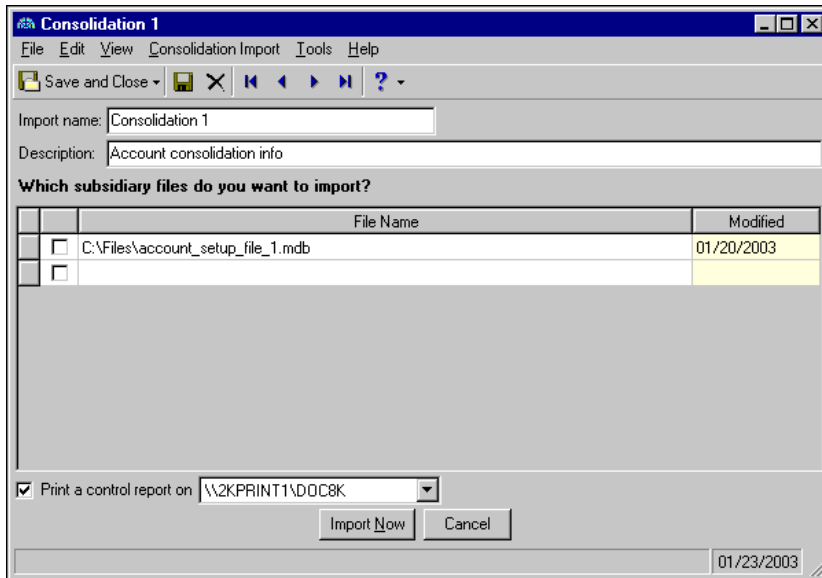 Consolidation 1
File Edit View Consolidation Import Tools Help
Save and Close
Import name: Consolidation 1
Description: Account consolidation info
Which subsidiary files do you want to import?
File Name Modified
C:\Files\account_setup_file_1.mdb 01/20/2003
Print a control report on \\2KPRINT1\DOC8K
Import Now Cancel
01/23/2003